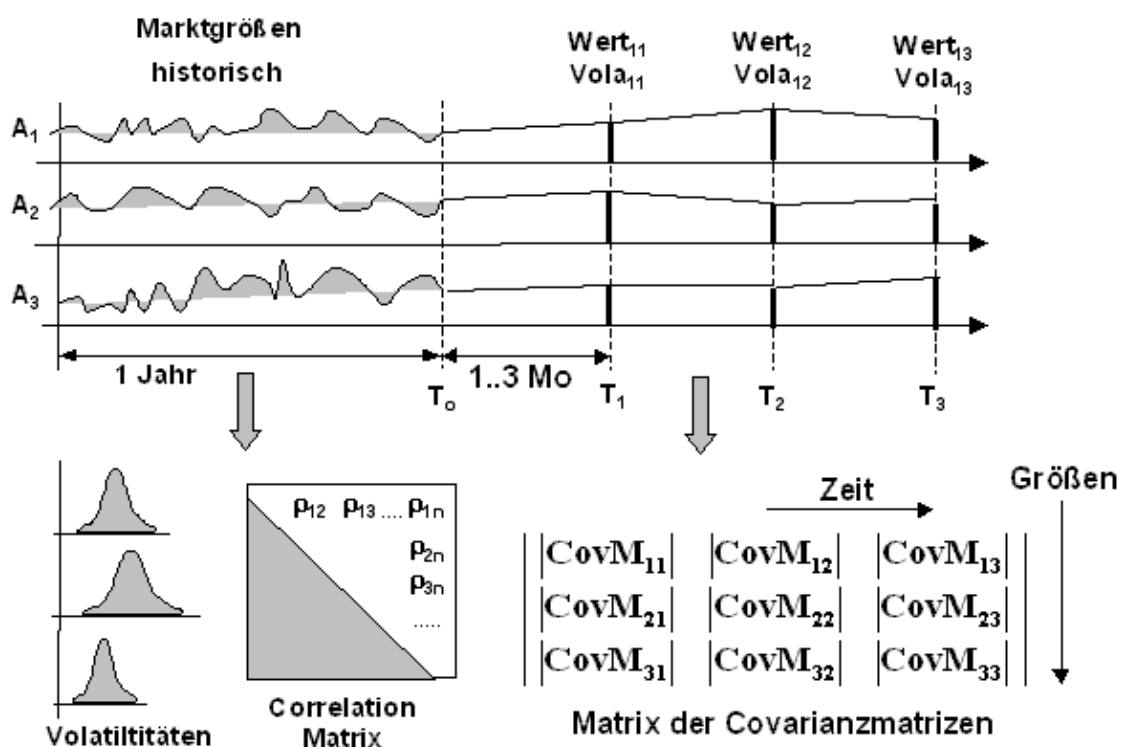 Marktgrößen
historisch
Wert₁₁
Vola₁₁
Wert₁₂
Vola₁₂
Wert₁₃
Vola₁₃
A₁
A₂
A₃
1 Jahr
T₀
1..3 Mo
T₁
T₂
T₃
Volatiltitäten
ρ₁₂ ρ₁₃ .... ρ₁ₙ
ρ₂ₙ
ρ₃ₙ
.....
Correlation
Matrix
Zeit
Größen
|CovM₁₁| |CovM₁₂| |CovM₁₃|
|CovM₂₁| |CovM₂₂| |CovM₂₃|
|CovM₃₁| |CovM₃₂| |CovM₃₃|
Matrix der Covarianzmatrizen